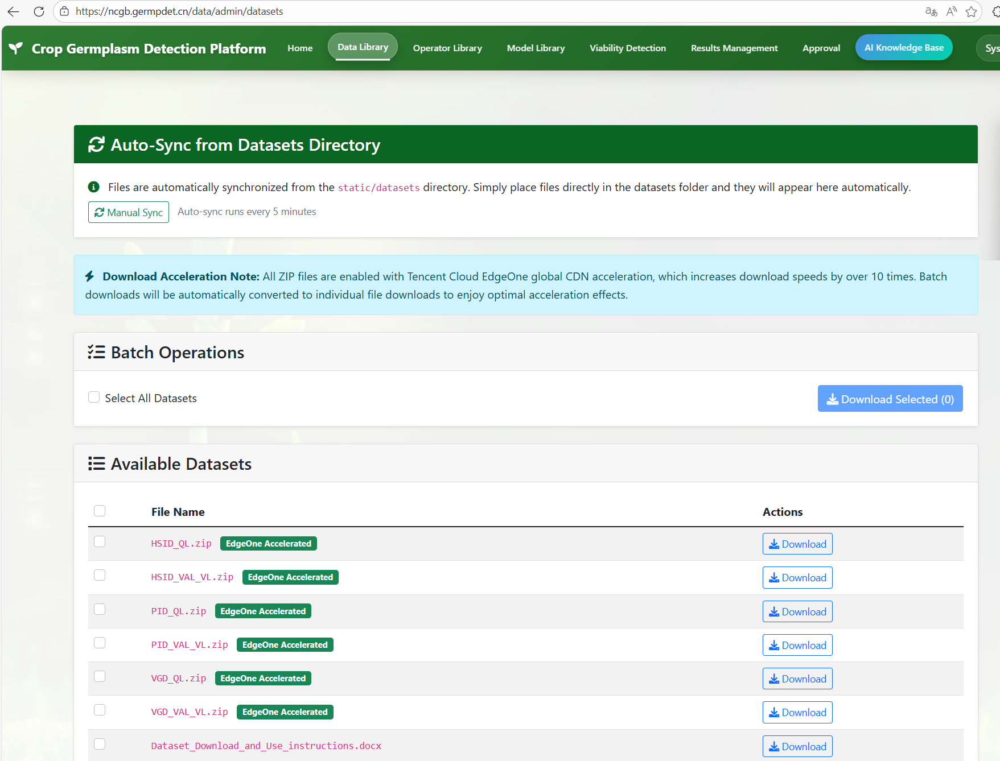 https://ncgb.germpdet.cn/data/admin/datasets
Crop Germplasm Detection Platform
Home
Data Library
Operator Library
Model Library
Viability Detection
Results Management
Approval
AI Knowledge Base
Sys
Auto-Sync from Datasets Directory
Files are automatically synchronized from the static/datasets directory. Simply place files directly in the datasets folder and they will appear here automatically.
Manual Sync
Auto-sync runs every 5 minutes
Download Acceleration Note: All ZIP files are enabled with Tencent Cloud EdgeOne global CDN acceleration, which increases download speeds by over 10 times. Batch
downloads will be automatically converted to individual file downloads to enjoy optimal acceleration effects.
Batch Operations
Select All Datasets
Download Selected (0)
Available Datasets
File Name
Actions
HSID_QL.zip EdgeOne Accelerated Download
HSID_VAL_VL.zip EdgeOne Accelerated Download
PID_QL.zip EdgeOne Accelerated Download
PID_VAL_VL.zip EdgeOne Accelerated Download
VGD_QL.zip EdgeOne Accelerated Download
VGD_VAL_VL.zip EdgeOne Accelerated Download
Dataset_Download_and_Use_instructions.docx Download